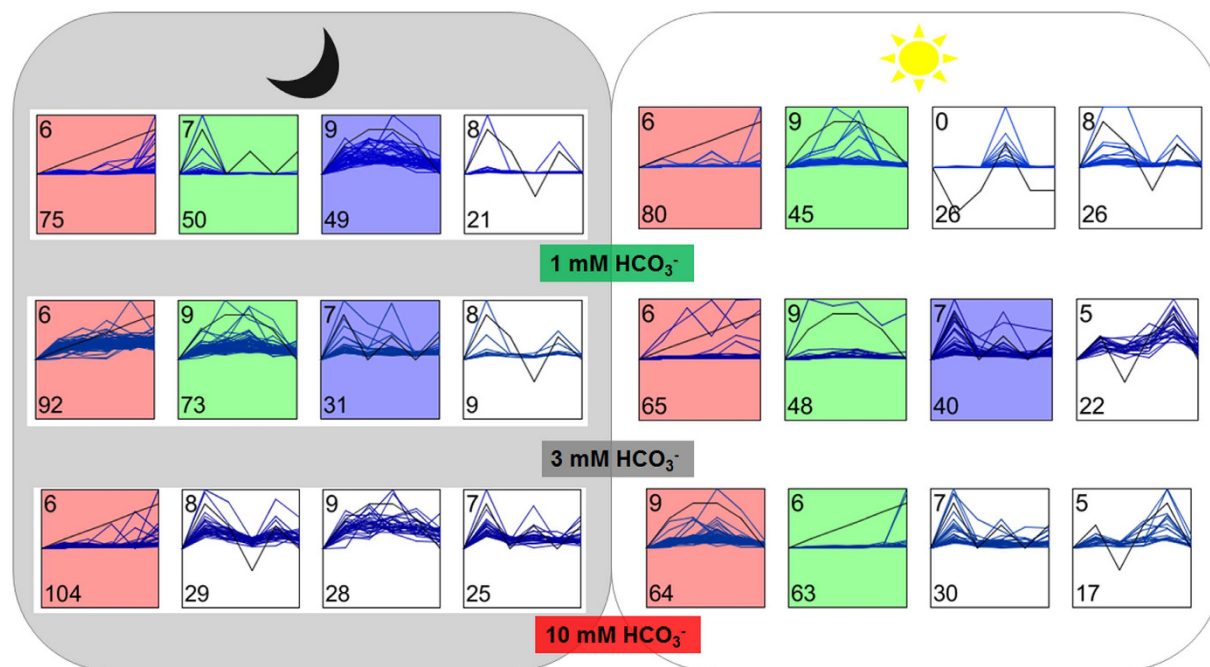 6 7 9 8 6 9 0 8
75 50 49 21 80 45 26 26
1 mM HCO₃⁻
6 9 7 8 6 9 7 5
92 73 31 9 65 48 40 22
3 mM HCO₃⁻
6 8 9 7 9 6 7 5
104 29 28 25 64 63 30 17
10 mM HCO₃⁻